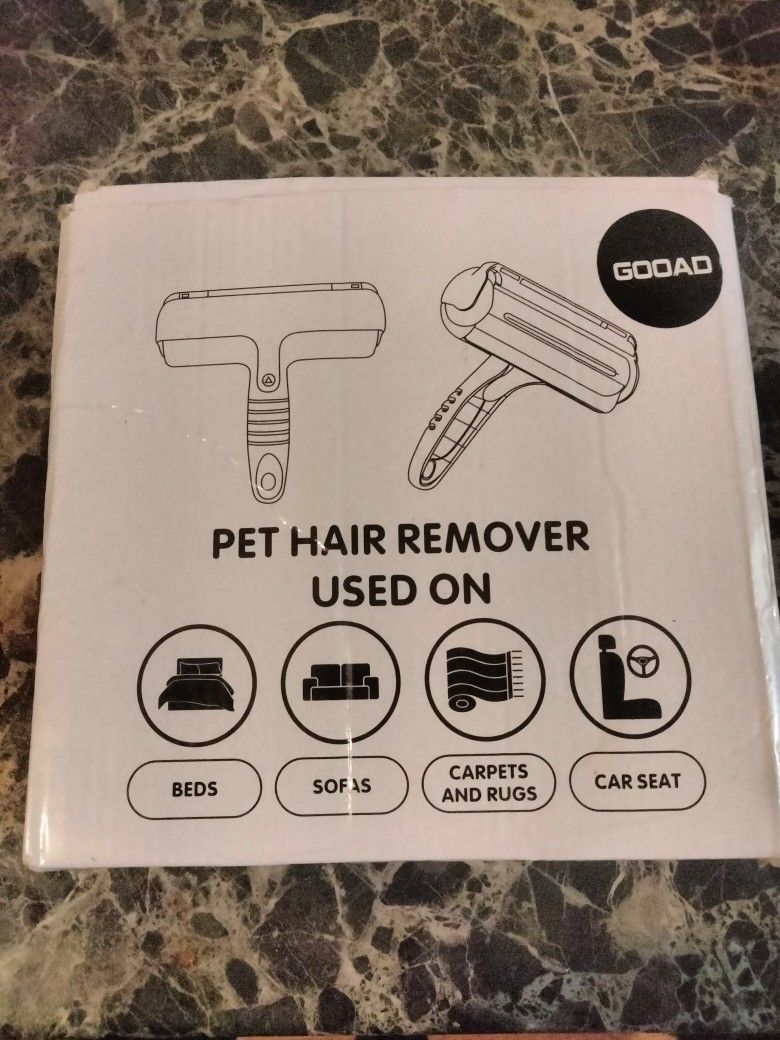 GOOAD
PET HAIR REMOVER
USED ON
BEDS
SOFAS
CARPETS
AND RUGS
CAR SEAT